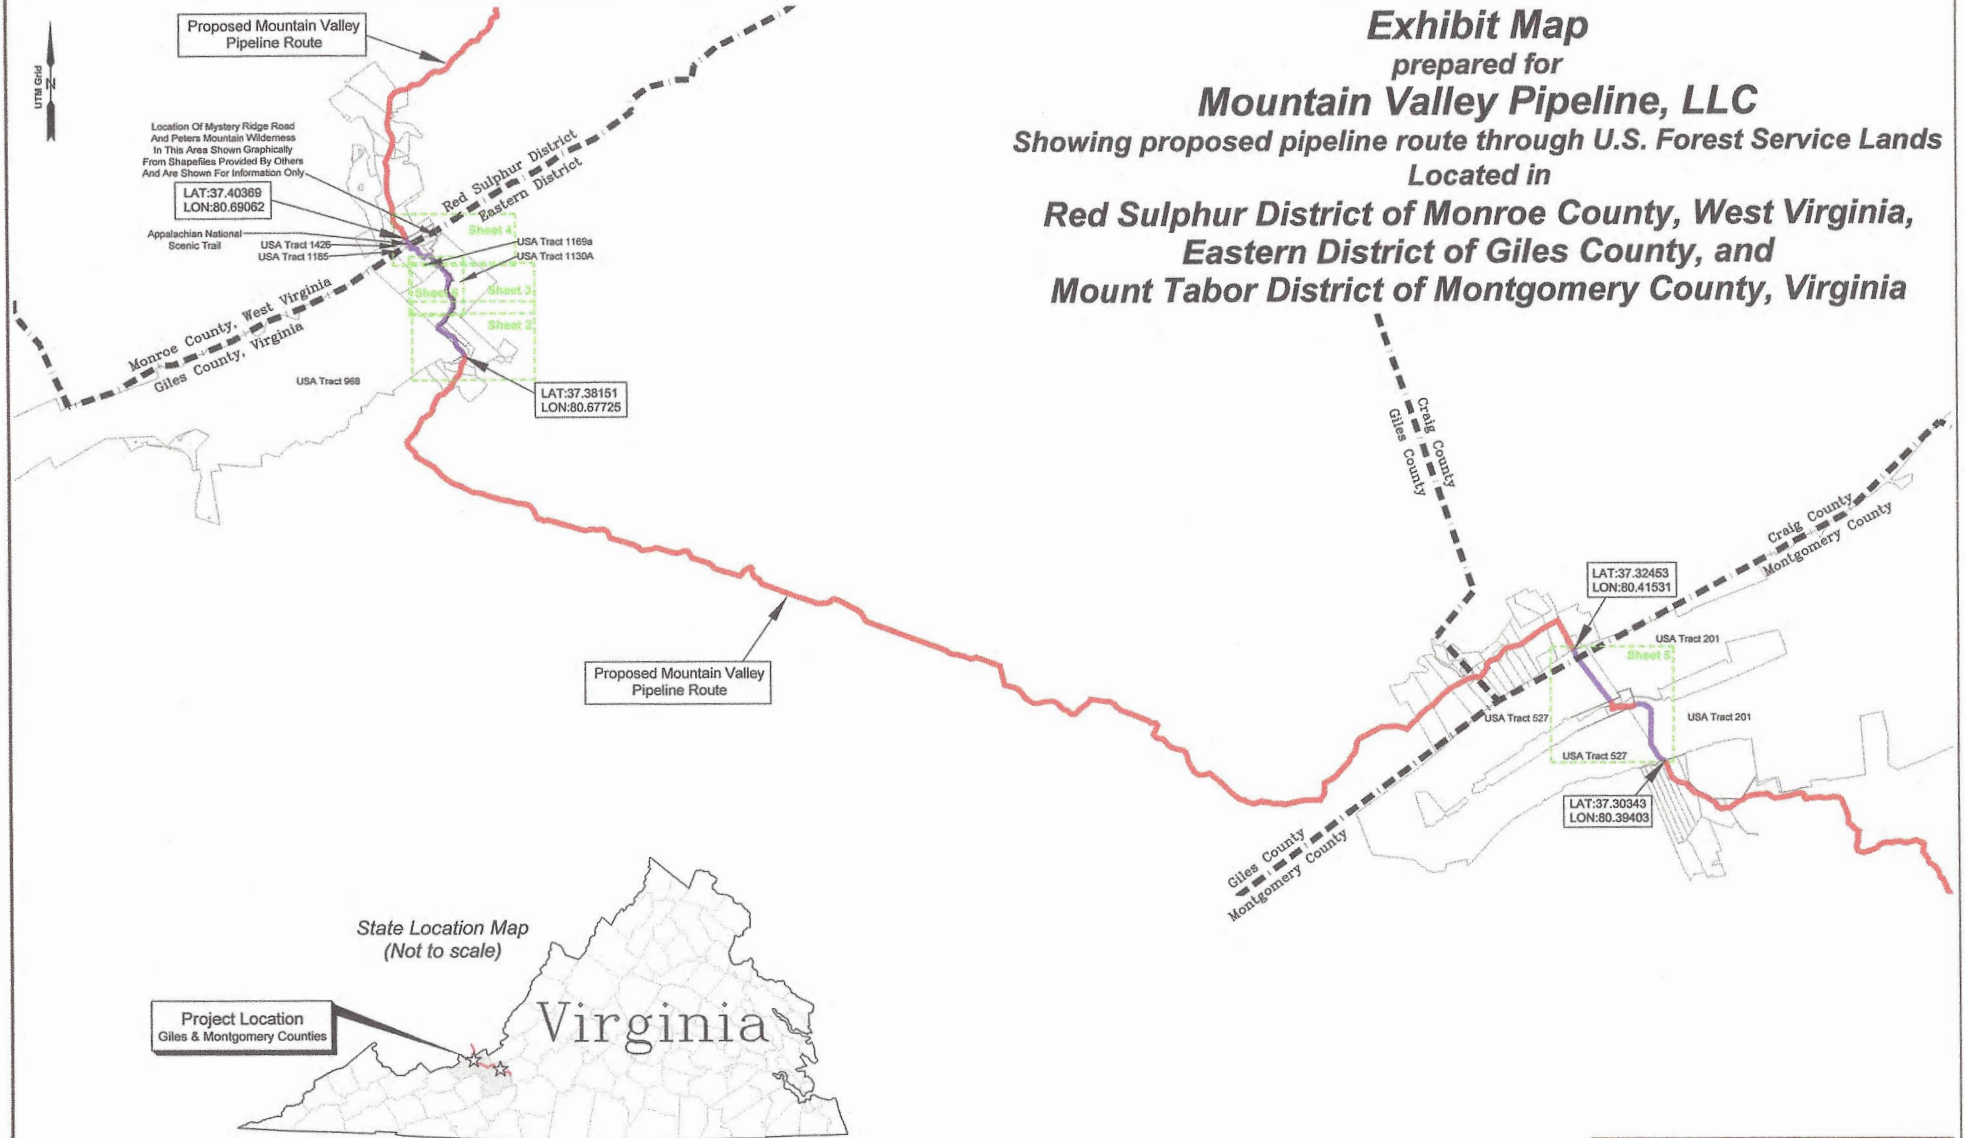 Exhibit Map
prepared for
Mountain Valley Pipeline, LLC
Showing proposed pipeline route through U.S. Forest Service Lands
Located in
Red Sulphur District of Monroe County, West Virginia,
Eastern District of Giles County, and
Mount Tabor District of Montgomery County, Virginia
UTM Grid
N
Proposed Mountain Valley
Pipeline Route
Location Of Mystery Ridge Road
And Peters Mountain Wilderness
In This Area Shown Graphically
From Shapefiles Provided By Others
And Are Shown For Information Only
LAT:37.40369
LON:80.69062
Appalachian National
Scenic Trail
USA Tract 1426
USA Tract 1185
Red Sulphur District
Eastern District
Sheet 4
USA Tract 1169a
USA Tract 1130A
Sheet 3
Sheet 2
Monroe County, West Virginia
Giles County, Virginia
USA Tract 968
LAT:37.38151
LON:80.67725
Proposed Mountain Valley
Pipeline Route
Craig County
Giles County
Craig County
Montgomery County
LAT:37.32453
LON:80.41531
USA Tract 201
USA Tract 527
USA Tract 201
USA Tract 527
LAT:37.30343
LON:80.39403
Giles County
Montgomery County
State Location Map
(Not to scale)
Virginia
Project Location
Giles & Montgomery Counties